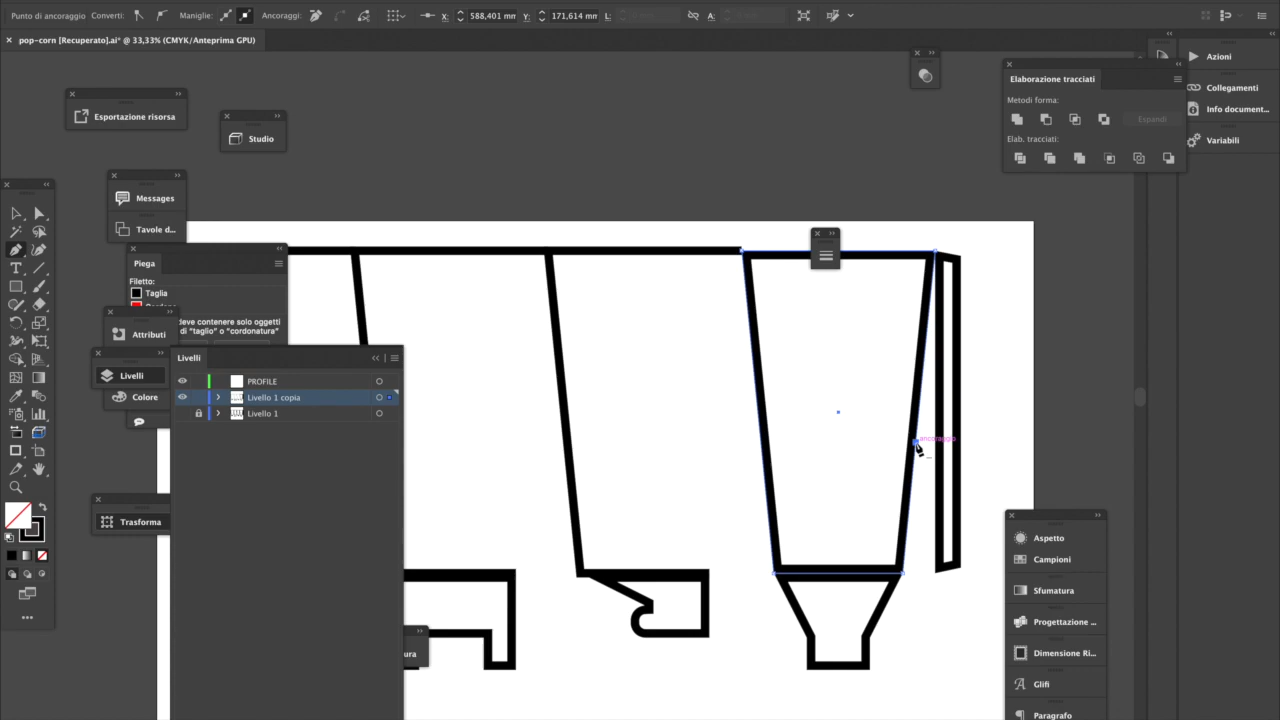 Punto di ancoraggio Converti: Maniglie: Ancoraggi: X: 588,401 mm Y: 171,614 mm L: A:
× pop-corn [Recuperato].ai* @ 33,33% (CMYK/Anteprima GPU)
Esportazione risorsa
Studio
Messages
Tavole d...
Piega
Filetto:
Taglia
deve contenere solo oggetti
di “taglio” o “cordonatura”
Attributi
Livelli
Colore
Trasforma
Livelli
PROFILE
Livello 1 copia
Livello 1
ura
ancoraggio
Elaborazione tracciati
Metodi forma:
Espandi
Elab. tracciati:
Azioni
Collegamenti
Info document...
Variabili
Aspetto
Campioni
Sfumatura
Progettazione ...
Dimensione Ri...
Glifi
Paragrafo